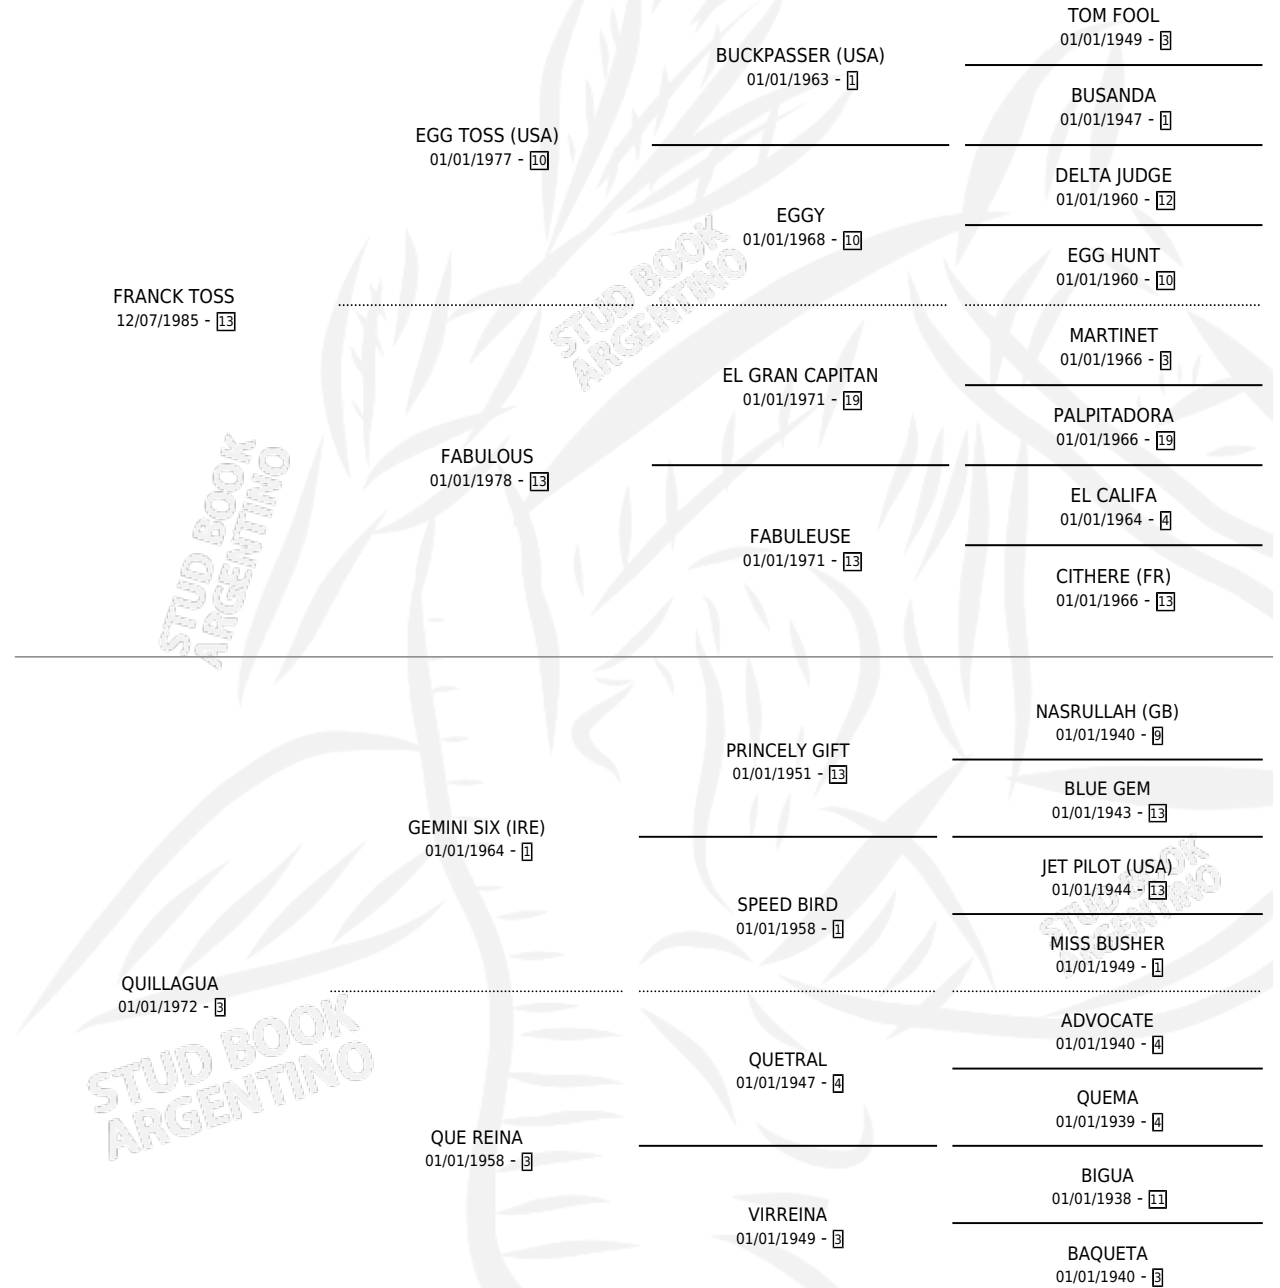 TOM FOOL
01/01/1949 - 3
BUCKPASSER (USA)
01/01/1963 - 1
BUSANDA
01/01/1947 - 1
EGG TOSS (USA)
01/01/1977 - 10
DELTA JUDGE
01/01/1960 - 12
EGGY
01/01/1968 - 10
EGG HUNT
01/01/1960 - 10
FRANCK TOSS
12/07/1985 - 13
STUD BOOK
ARGENTINO
MARTINET
01/01/1966 - 3
EL GRAN CAPITAN
01/01/1971 - 19
PALPITADORA
01/01/1966 - 19
FABULOUS
01/01/1978 - 13
EL CALIFA
01/01/1964 - 4
FABULEUSE
01/01/1971 - 13
CITHERE (FR)
01/01/1966 - 13
STUD BOOK
ARGENTINO
NASRULLAH (GB)
01/01/1940 - 9
PRINCELY GIFT
01/01/1951 - 13
BLUE GEM
01/01/1943 - 13
GEMINI SIX (IRE)
01/01/1964 - 1
JET PILOT (USA)
01/01/1944 - 13
SPEED BIRD
01/01/1958 - 1
MISS BUSHER
01/01/1949 - 1
STUD BOOK
ARGENTINO
QUILLAGUA
01/01/1972 - 3
ADVOCATE
01/01/1940 - 4
QUETRAL
01/01/1947 - 4
QUEMA
01/01/1939 - 4
STUD BOOK
ARGENTINO
QUE REINA
01/01/1958 - 3
BIGUA
01/01/1938 - 11
VIRREINA
01/01/1949 - 3
BAQUETA
01/01/1940 - 3